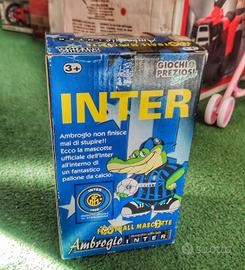 3+
GIOCHI
PREZIOSI
INTER
Ambrogio non finisce
mai di stupire!!
Ecco la mascotte
ufficiale dell'Inter
all'interno di
un fantastico
pallone da calcio.
INTER
FOOTBALL MASCOTTE
Ambrogio
INTER